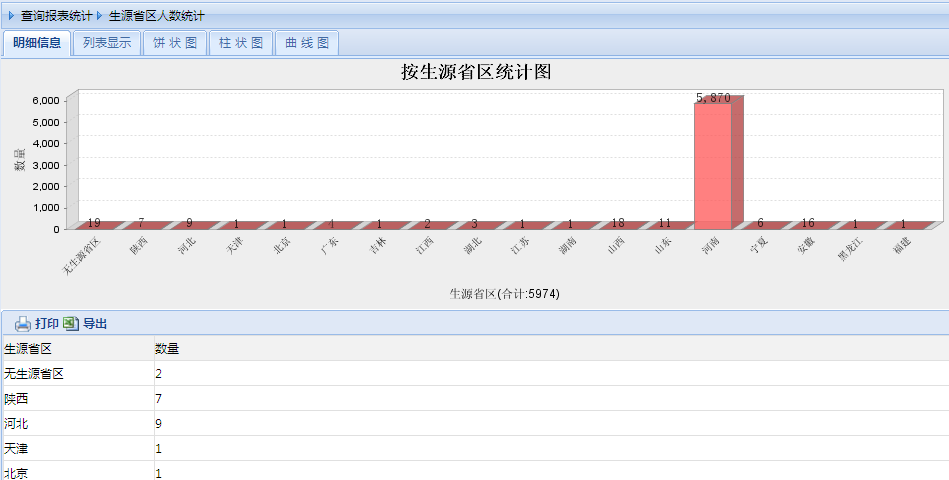 查询报表统计 生源省区人数统计
明细信息 列表显示 饼 状 图 柱 状 图 曲 线 图
按生源省区统计图
数量
6,000
5,000
4,000
3,000
2,000
1,000
0
19 7 9 1 1 4 1 2 3 1 1 18 11 5,870 6 16 1 1
无生源省区 陕西 河北 天津 北京 广东 吉林 江西 湖北 江苏 湖南 山西 山东 河南 宁夏 安徽 黑龙江 福建
生源省区(合计:5974)
打印 导出
生源省区 数量
无生源省区 2
陕西 7
河北 9
天津 1
北京 1